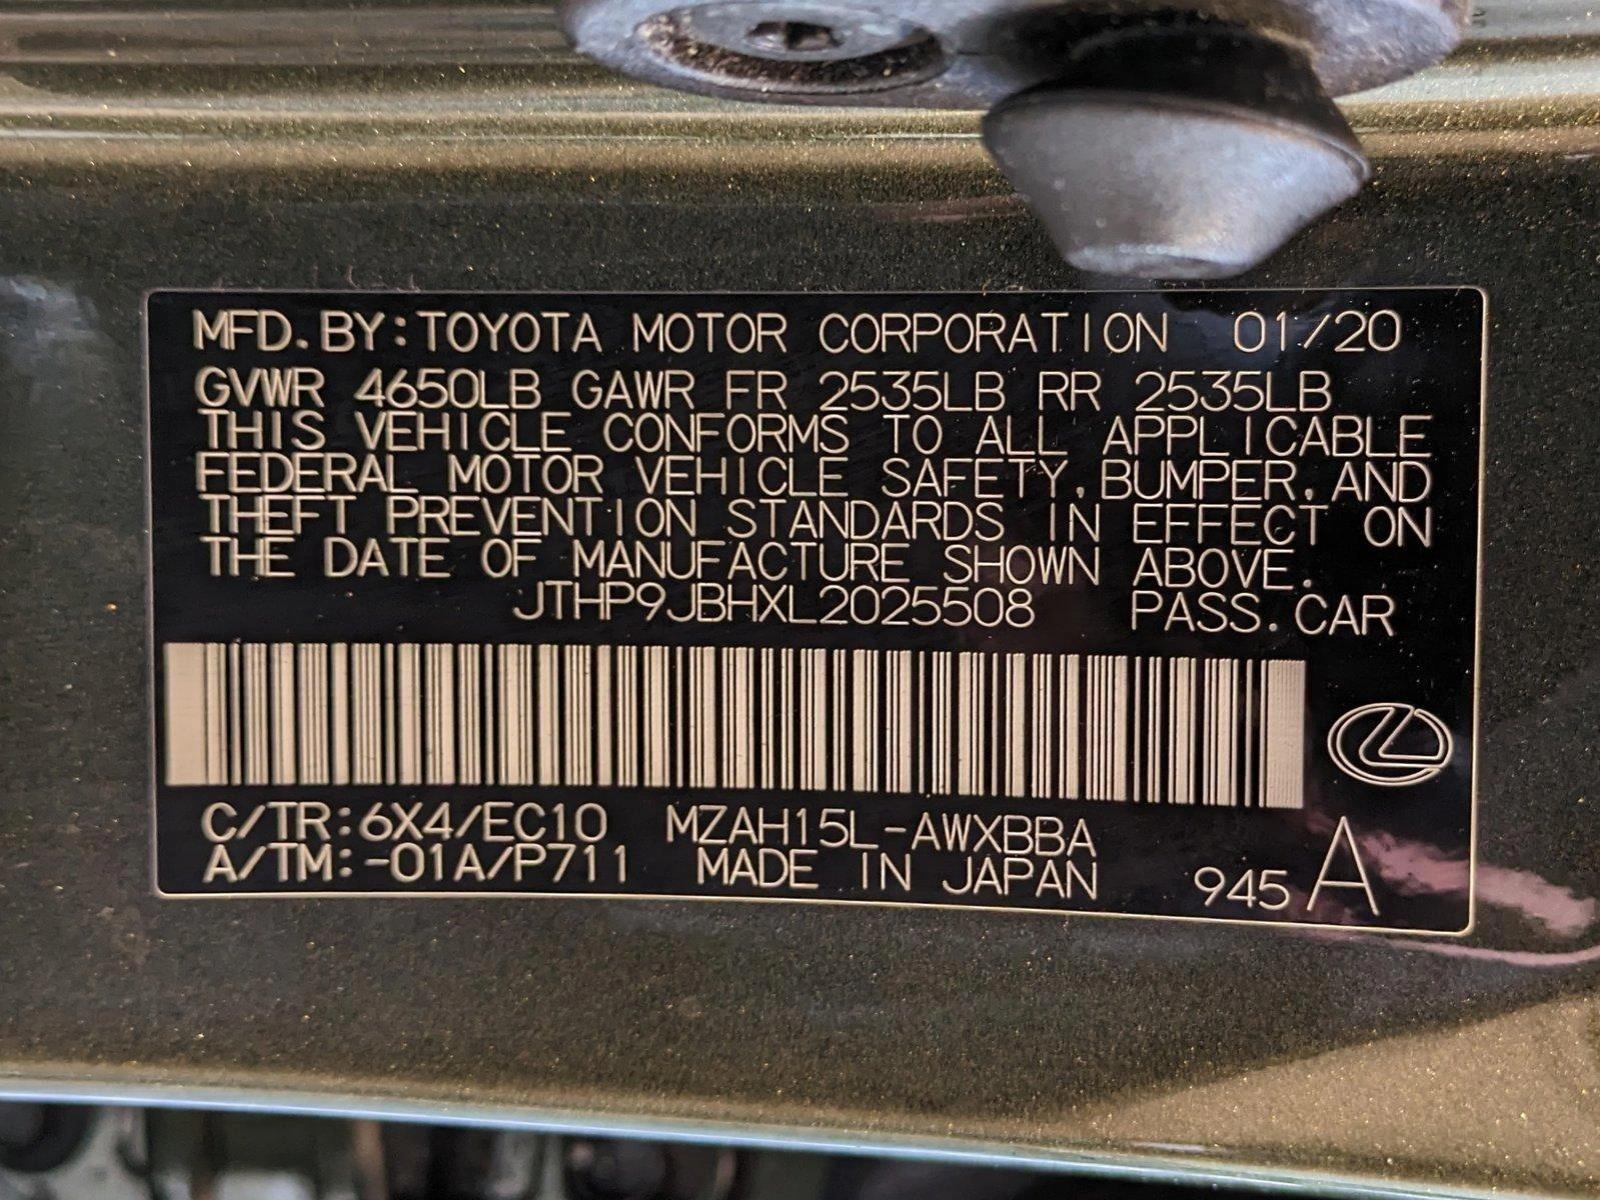 MFD. BY: TOYOTA MOTOR CORPORATION 01/20
GVWR 4650LB GAWR FR 2535LB RR 2535LB
THIS VEHICLE CONFORMS TO ALL APPLICABLE
FEDERAL MOTOR VEHICLE SAFETY, BUMPER, AND
THEFT PREVENTION STANDARDS IN EFFECT ON
THE DATE OF MANUFACTURE SHOWN ABOVE.
JTHP9JBHXL2025508 PASS. CAR
C/TR: 6X4/EC10 MZAH15L-AWXBBA
A/TM: -01A/P711 MADE IN JAPAN 945 A